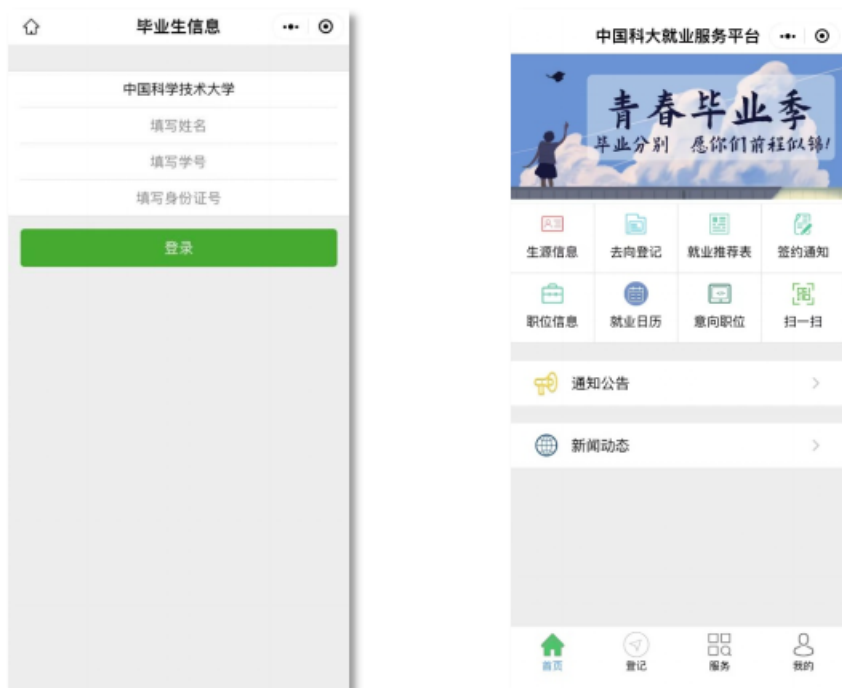 毕业生信息
中国科学技术大学
填写姓名
填写学号
填写身份证号
登录
中国科大就业服务平台
青春毕业季
毕业分别 愿你们前程似锦!
生源信息 去向登记 就业推荐表 签约通知
职位信息 就业日历 意向职位 扫一扫
通知公告
新闻动态
首页 登记 服务 我的